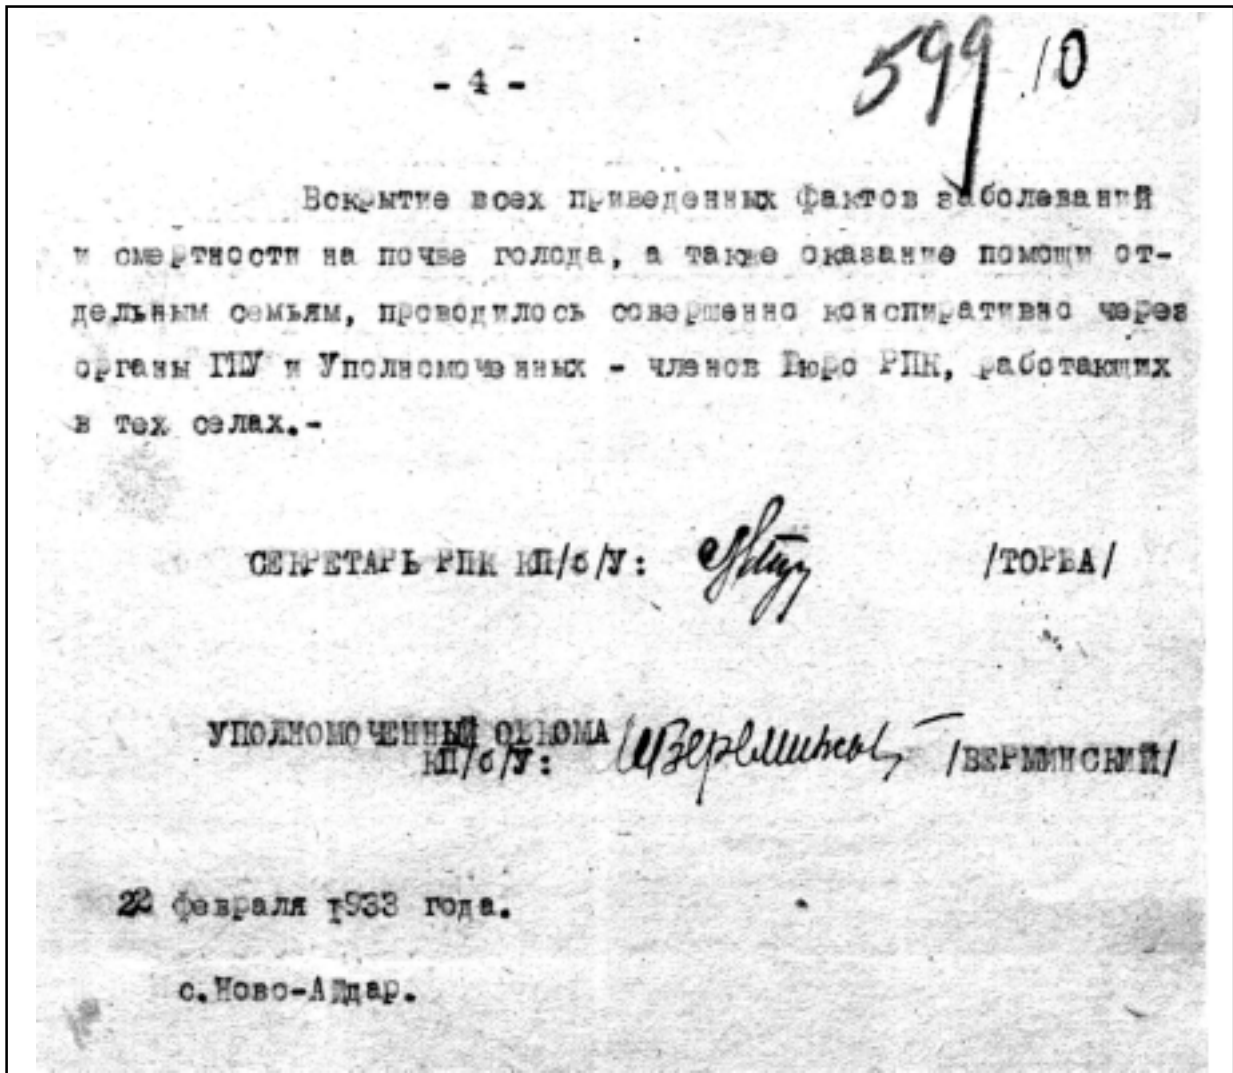 - 4 -
599 10
Вскрытие всех приведенных фактов заболеваний
и смертности на почве голода, а также оказание помощи от-
дельным семьям, проводилось совершенно конспиративно через
органы ГПУ и Уполномоченных - членов Бюро РПК, работающих
в тех селах.-
СЕКРЕТАРЬ РПК КП/б/У: /ТОРБА/
УПОЛНОМОЧЕННЫЙ ОБКОМА
КП/б/У: /ВЕРМИНСКИЙ/
22 февраля 1933 года.
с.Ново-Айдар.